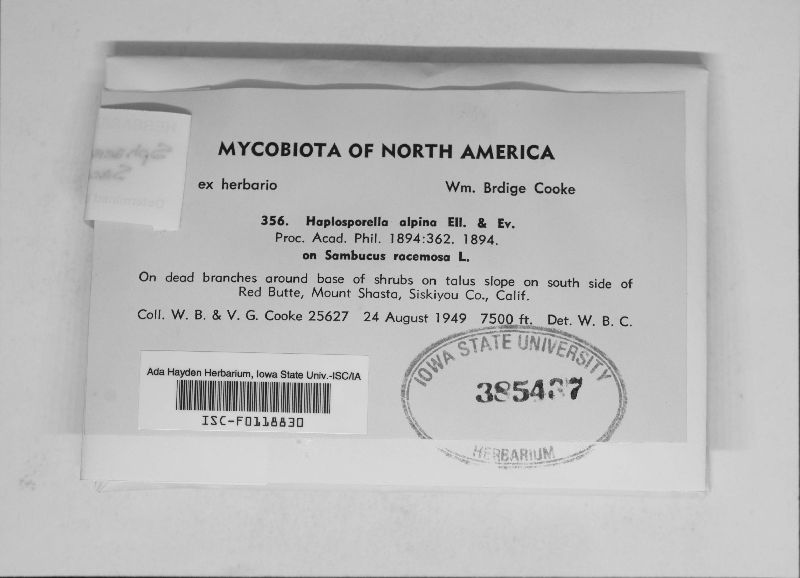 MYCOBIOTA OF NORTH AMERICA
ex herbario Wm. Brdige Cooke
356. Haplosporella alpina Ell. & Ev.
Proc. Acad. Phil. 1894:362. 1894.
on Sambucus racemosa L.
On dead branches around base of shrubs on talus slope on south side of
Red Butte, Mount Shasta, Siskiyou Co., Calif.
Coll. W. B. & V. G. Cooke 25627 24 August 1949 7500 ft. Det. W. B. C.
Ada Hayden Herbarium, Iowa State Univ.-ISC/IA
ISC-F0118830
IOWA STATE UNIVERSITY
HERBARIUM